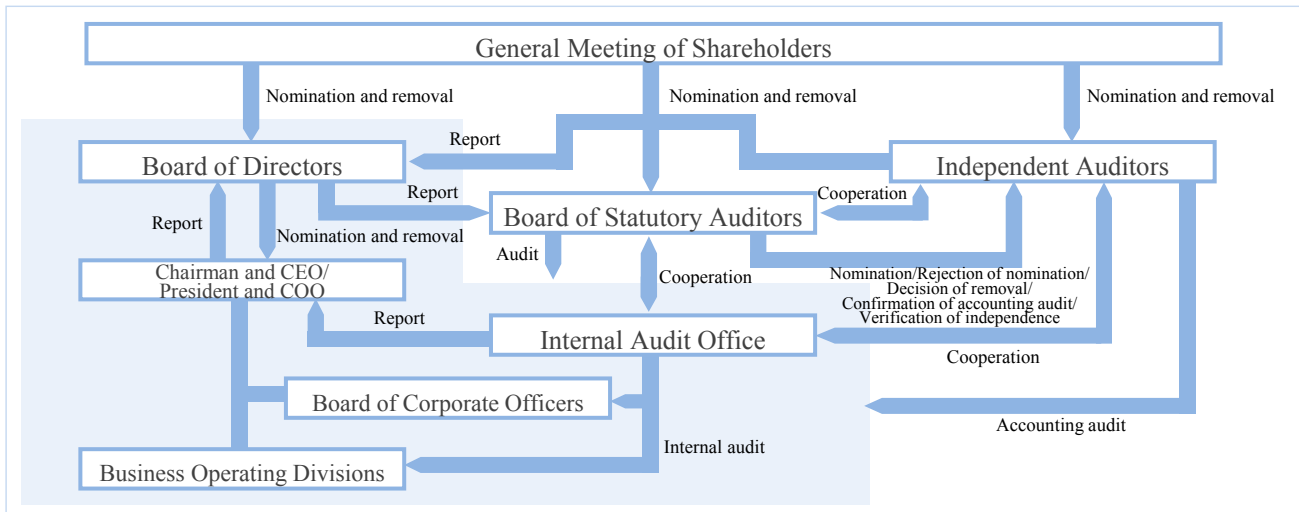 General Meeting of Shareholders
Nomination and removal
Nomination and removal
Nomination and removal
Report
Board of Directors
Independent Auditors
Report
Cooperation
Board of Statutory Auditors
Report
Nomination and removal
Audit
Cooperation
Chairman and CEO/
President and COO
Nomination/Rejection of nomination/
Decision of removal/
Confirmation of accounting audit/
Verification of independence
Report
Internal Audit Office
Cooperation
Board of Corporate Officers
Accounting audit
Internal audit
Business Operating Divisions